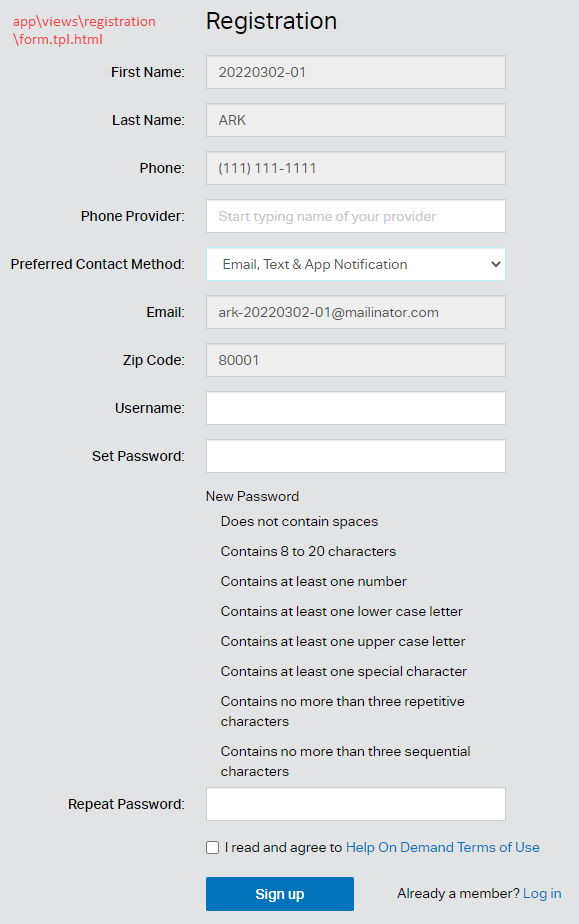 app\views\registration
\form.tpl.html
Registration
First Name: 20220302-01
Last Name: ARK
Phone: (111) 111-1111
Phone Provider: Start typing name of your provider
Preferred Contact Method: Email, Text & App Notification
Email: ark-20220302-01@mailinator.com
Zip Code: 80001
Username:
Set Password:
New Password
Does not contain spaces
Contains 8 to 20 characters
Contains at least one number
Contains at least one lower case letter
Contains at least one upper case letter
Contains at least one special character
Contains no more than three repetitive
characters
Contains no more than three sequential
characters
Repeat Password:
I read and agree to Help On Demand Terms of Use
Sign up Already a member? Log in